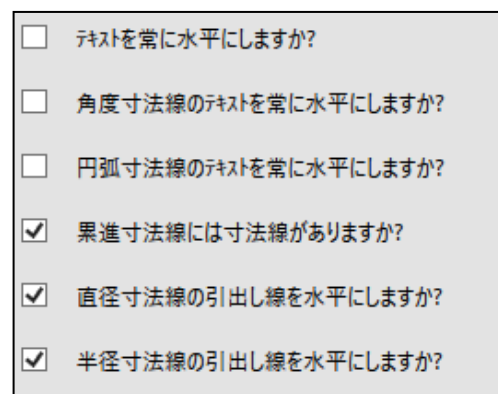 ﾃｷｽﾄを常に水平にしますか?
角度寸法線のﾃｷｽﾄを常に水平にしますか?
円弧寸法線のﾃｷｽﾄを常に水平にしますか?
累進寸法線には寸法線がありますか?
直径寸法線の引出し線を水平にしますか?
半径寸法線の引出し線を水平にしますか?